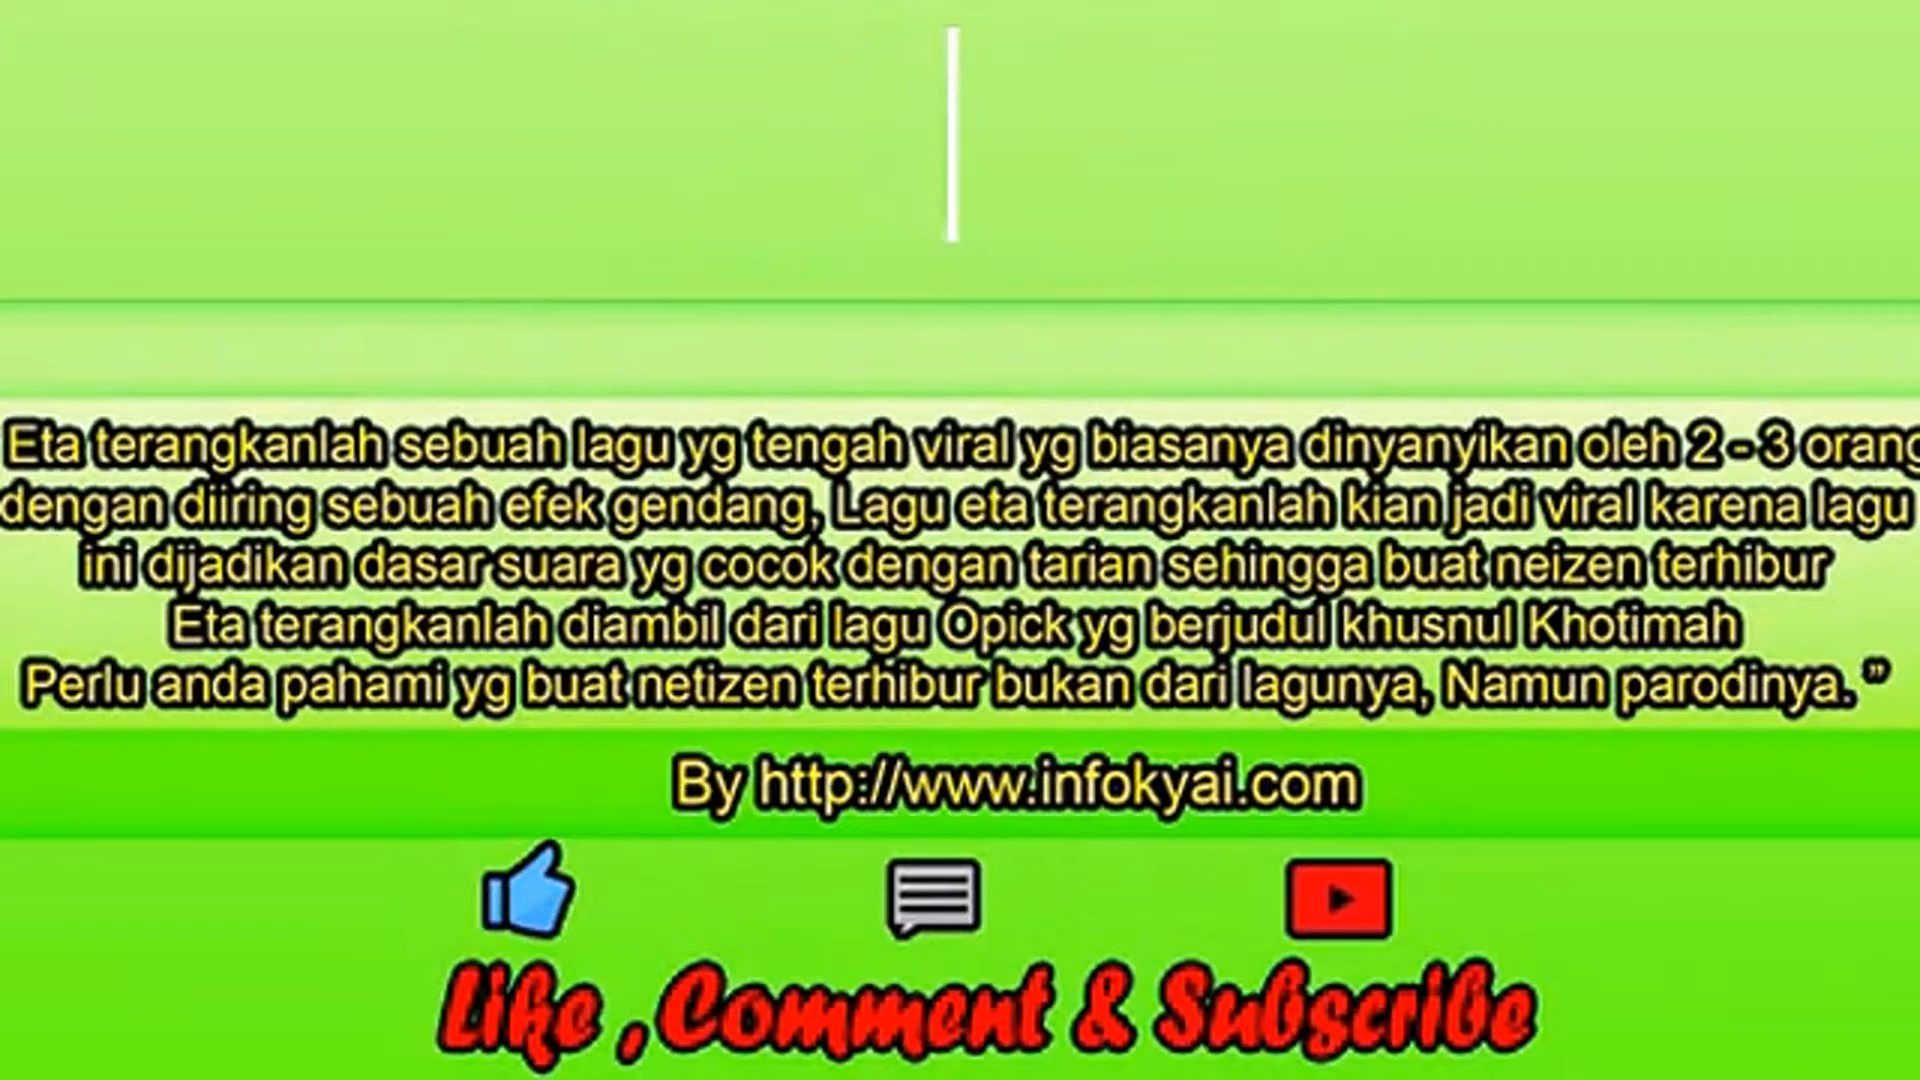 Eta terangkanlah sebuah lagu yg tengah viral yg biasanya dinyanyikan oleh 2 - 3 orang
dengan diiring sebuah efek gendang, Lagu eta terangkanlah kian jadi viral karena lagu
ini dijadikan dasar suara yg cocok dengan tarian sehingga buat neizen terhibur
Eta terangkanlah diambil dari lagu Opick yg berjudul khusnul Khotimah
Perlu anda pahami yg buat netizen terhibur bukan dari lagunya, Namun parodinya. ”
By http://www.infokyai.com
Like , Comment & Subscribe